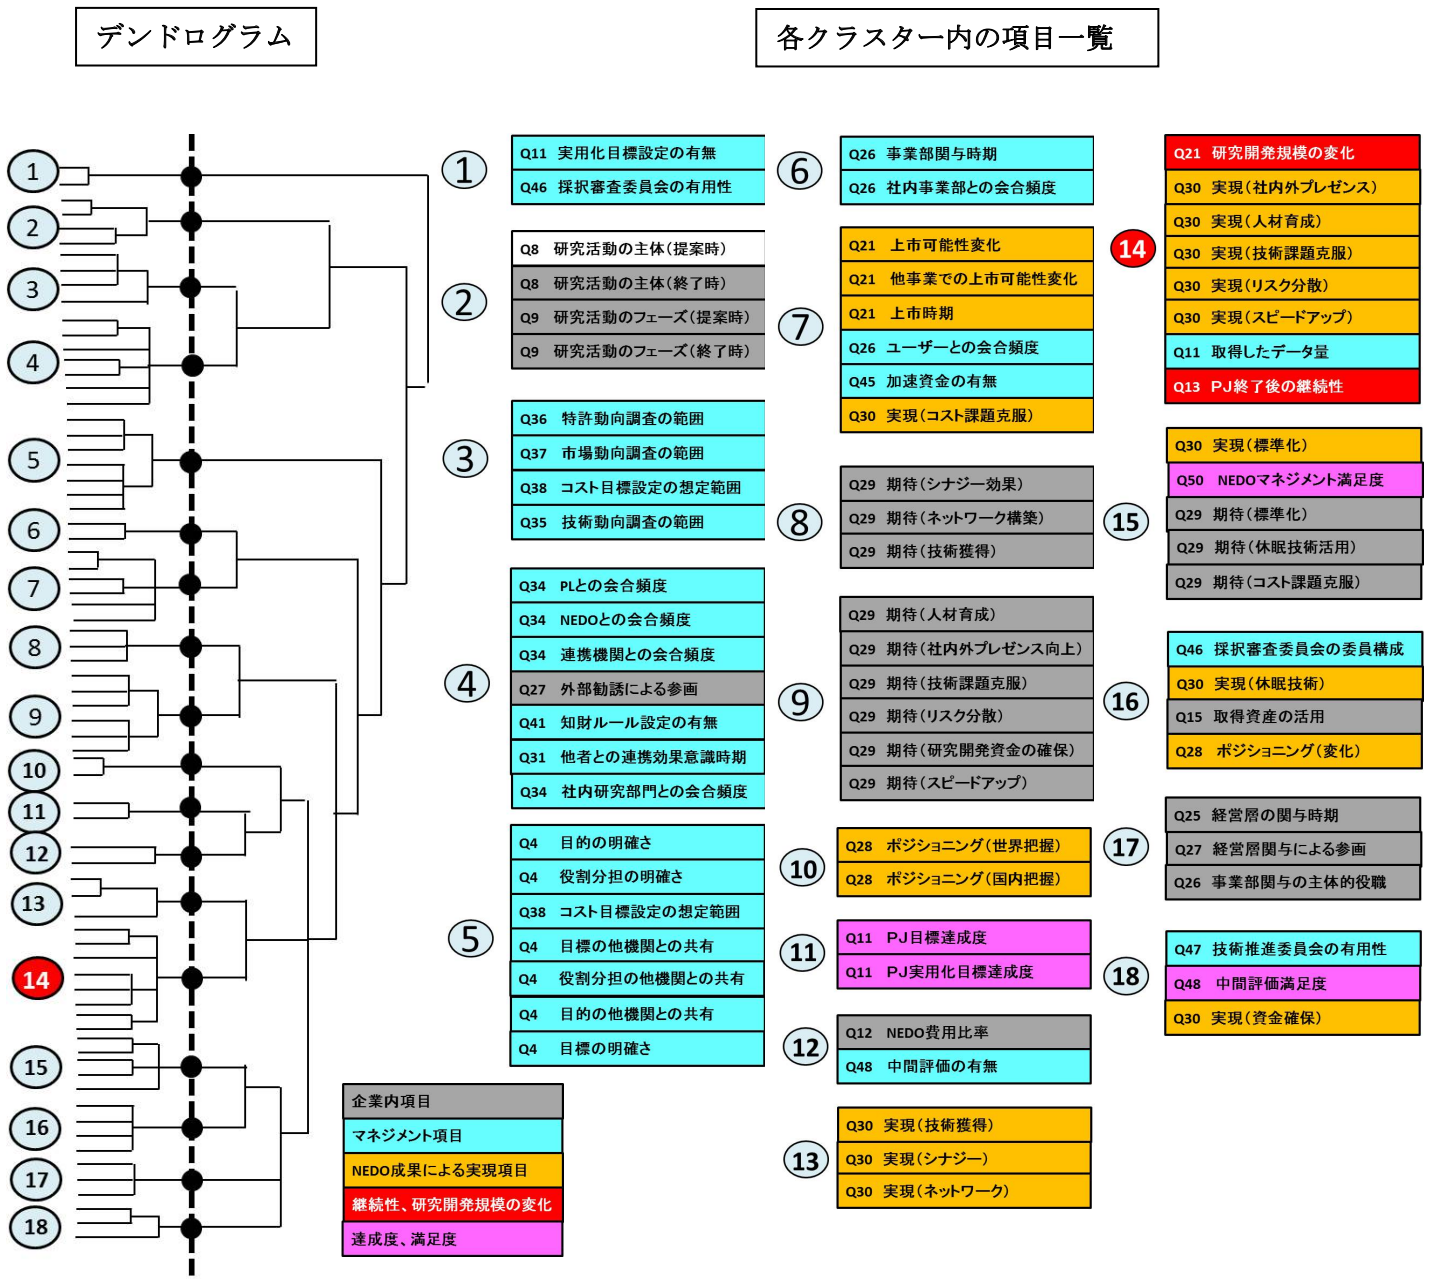 デンドログラム
各クラスター内の項目一覧
1
2
3
4
5
6
7
8
9
10
11
12
13
14
15
16
17
18
企業内項目
マネジメント項目
NEDO成果による実現項目
継続性、研究開発規模の変化
達成度、満足度
1
Q11 実用化目標設定の有無
Q46 採択審査委員会の有用性
2
Q8 研究活動の主体(提案時)
Q8 研究活動の主体(終了時)
Q9 研究活動のフェーズ(提案時)
Q9 研究活動のフェーズ(終了時)
3
Q36 特許動向調査の範囲
Q37 市場動向調査の範囲
Q38 コスト目標設定の想定範囲
Q35 技術動向調査の範囲
4
Q34 PLとの会合頻度
Q34 NEDOとの会合頻度
Q34 連携機関との会合頻度
Q27 外部勧誘による参画
Q41 知財ルール設定の有無
Q31 他者との連携効果意識時期
Q34 社内研究部門との会合頻度
5
Q4 目的の明確さ
Q4 役割分担の明確さ
Q38 コスト目標設定の想定範囲
Q4 目標の他機関との共有
Q4 役割分担の他機関との共有
Q4 目的の他機関との共有
Q4 目標の明確さ
6
Q26 事業部関与時期
Q26 社内事業部との会合頻度
7
Q21 上市可能性変化
Q21 他事業での上市可能性変化
Q21 上市時期
Q26 ユーザーとの会合頻度
Q45 加速資金の有無
Q30 実現(コスト課題克服)
8
Q29 期待(シナジー効果)
Q29 期待(ネットワーク構築)
Q29 期待(技術獲得)
9
Q29 期待(人材育成)
Q29 期待(社内外プレゼンス向上)
Q29 期待(技術課題克服)
Q29 期待(リスク分散)
Q29 期待(研究開発資金の確保)
Q29 期待(スピードアップ)
10
Q28 ポジショニング(世界把握)
Q28 ポジショニング(国内把握)
11
Q11 PJ目標達成度
Q11 PJ実用化目標達成度
12
Q12 NEDO費用比率
Q48 中間評価の有無
13
Q30 実現(技術獲得)
Q30 実現(シナジー)
Q30 実現(ネットワーク)
14
Q21 研究開発規模の変化
Q30 実現(社内外プレゼンス)
Q30 実現(人材育成)
Q30 実現(技術課題克服)
Q30 実現(リスク分散)
Q30 実現(スピードアップ)
Q11 取得したデータ量
Q13 PJ終了後の継続性
15
Q30 実現(標準化)
Q50 NEDOマネジメント満足度
Q29 期待(標準化)
Q29 期待(休眠技術活用)
Q29 期待(コスト課題克服)
16
Q46 採択審査委員会の委員構成
Q30 実現(休眠技術)
Q15 取得資産の活用
Q28 ポジショニング(変化)
17
Q25 経営層の関与時期
Q27 経営層関与による参画
Q26 事業部関与の主体的役職
18
Q47 技術推進委員会の有用性
Q48 中間評価満足度
Q30 実現(資金確保)